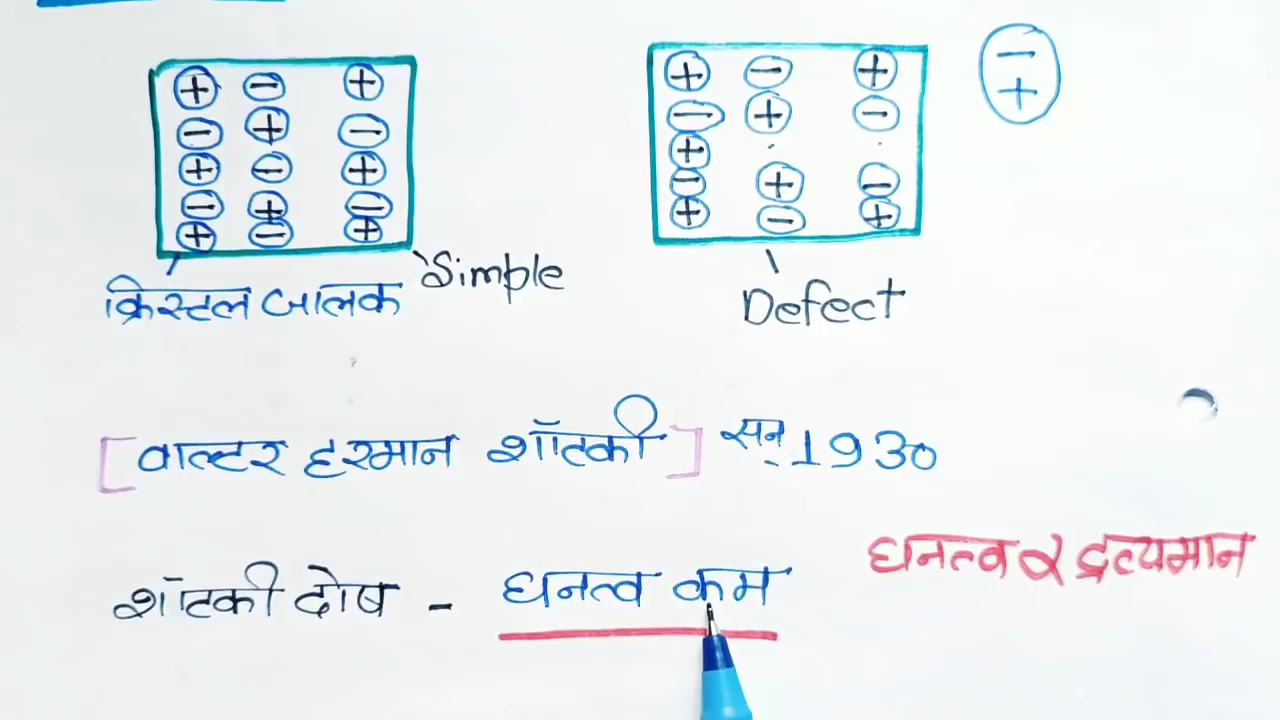 + - + + - + -
- + - - + - +
+ - + +
- + - - + -
+ - + + - +
क्रिस्टल जालक Simple Defect
[वाल्टर हरमान शॉटकी] सन् 1930
घनत्व α द्रव्यमान
शॉटकी दोष - घनत्व कम